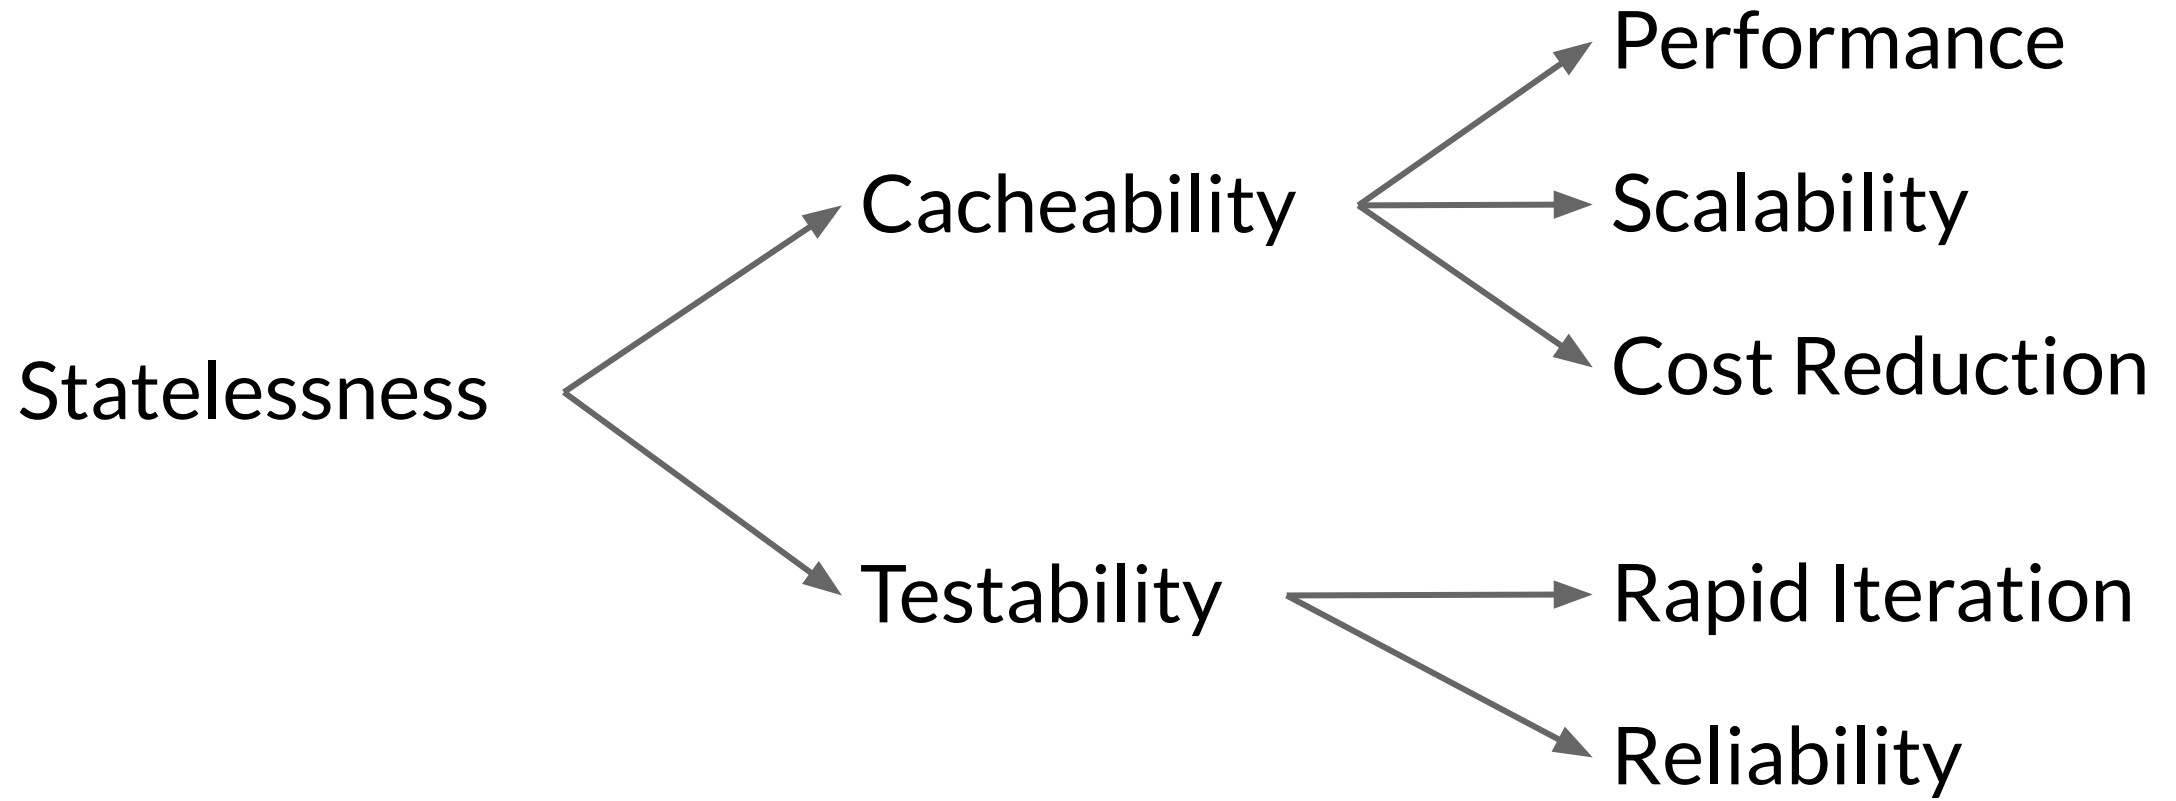 Performance
Cacheability
Scalability
Cost Reduction
Statelessness
Testability
Rapid Iteration
Reliability